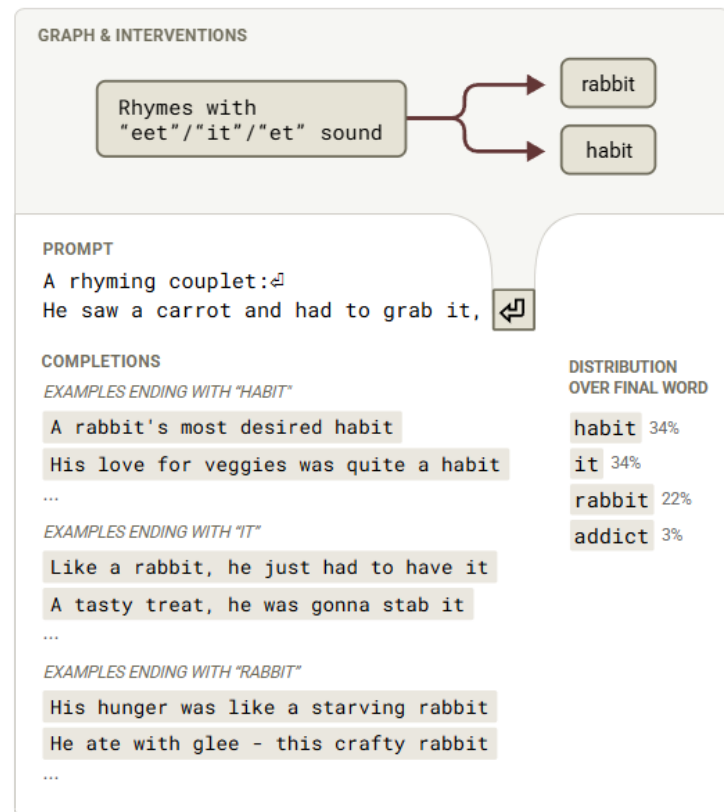 GRAPH & INTERVENTIONS
Rhymes with
"eet"/"it"/"et" sound
rabbit
habit
PROMPT
A rhyming couplet:⏎
He saw a carrot and had to grab it, ⏎
COMPLETIONS
EXAMPLES ENDING WITH “HABIT"
A rabbit's most desired habit
His love for veggies was quite a habit
...
EXAMPLES ENDING WITH “IT”
Like a rabbit, he just had to have it
A tasty treat, he was gonna stab it
...
EXAMPLES ENDING WITH “RABBIT”
His hunger was like a starving rabbit
He ate with glee - this crafty rabbit
...
DISTRIBUTION
OVER FINAL WORD
habit 34%
it 34%
rabbit 22%
addict 3%